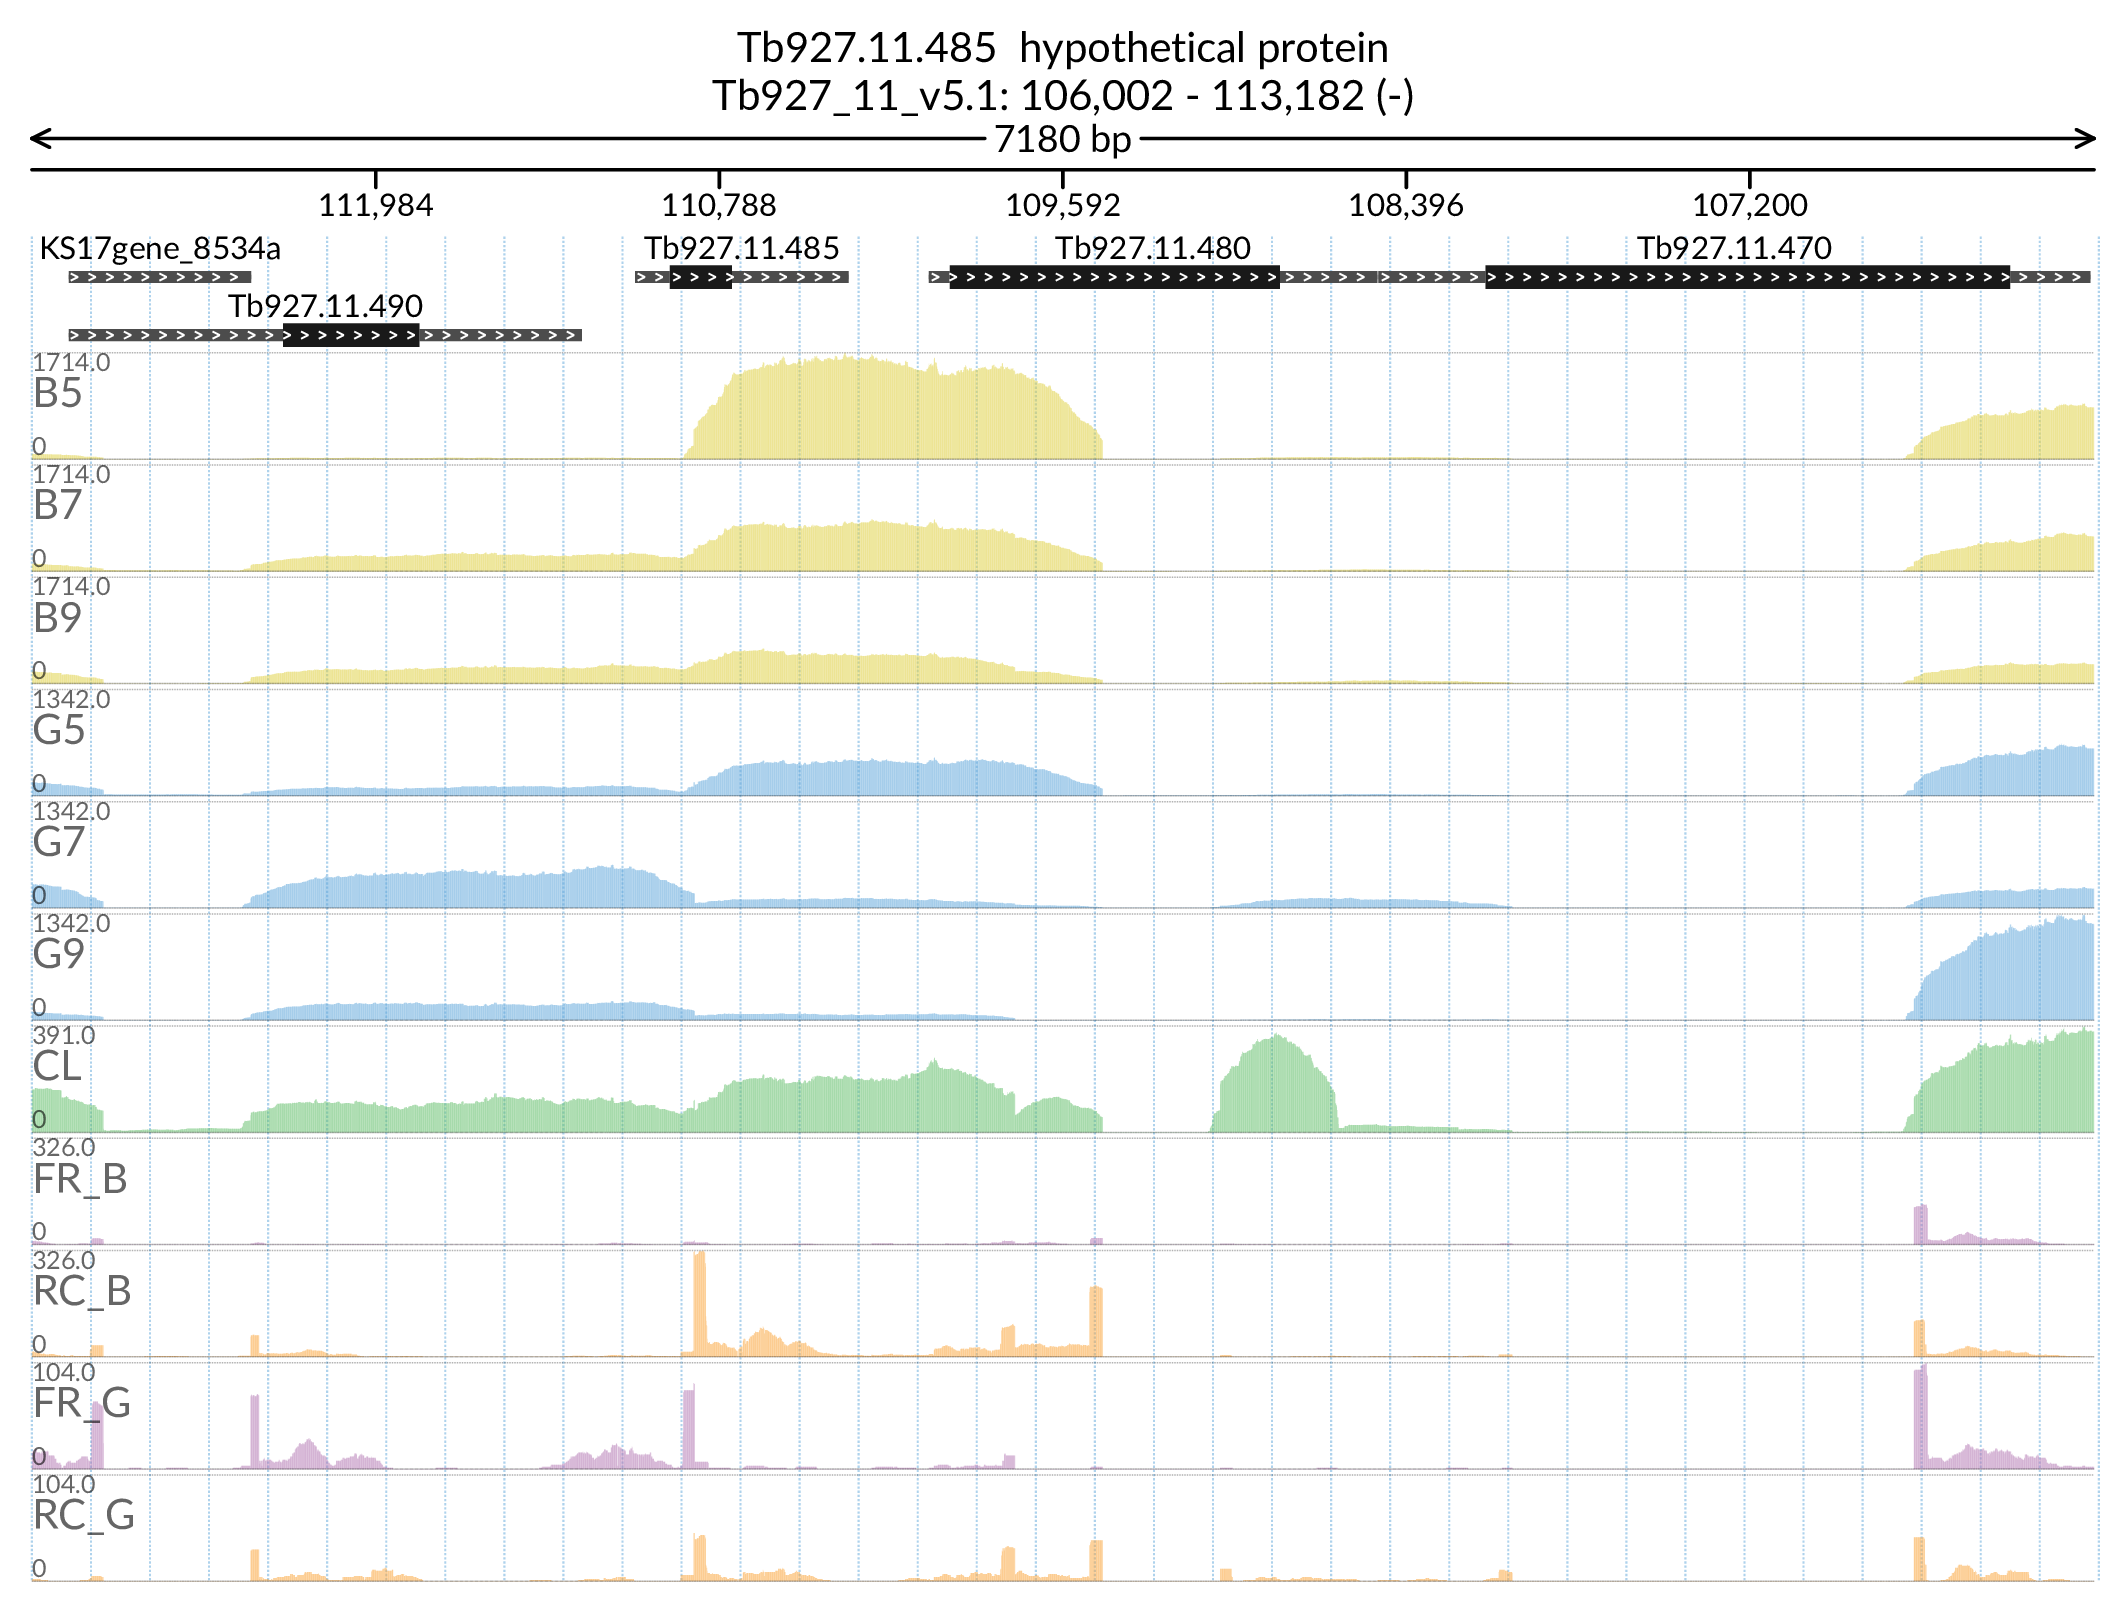 Tb927.11.485  hypothetical protein
Tb927_11_v5.1: 106,002 - 113,182 (-)
7180 bp
111,984 110,788 109,592 108,396 107,200
KS17gene_8534a Tb927.11.485 Tb927.11.480 Tb927.11.470
Tb927.11.490
1714.0
B5
0
1714.0
B7
0
1714.0
B9
0
1342.0
G5
0
1342.0
G7
0
1342.0
G9
0
391.0
CL
0
326.0
FR_B
0
326.0
RC_B
0
104.0
FR_G
0
104.0
RC_G
0